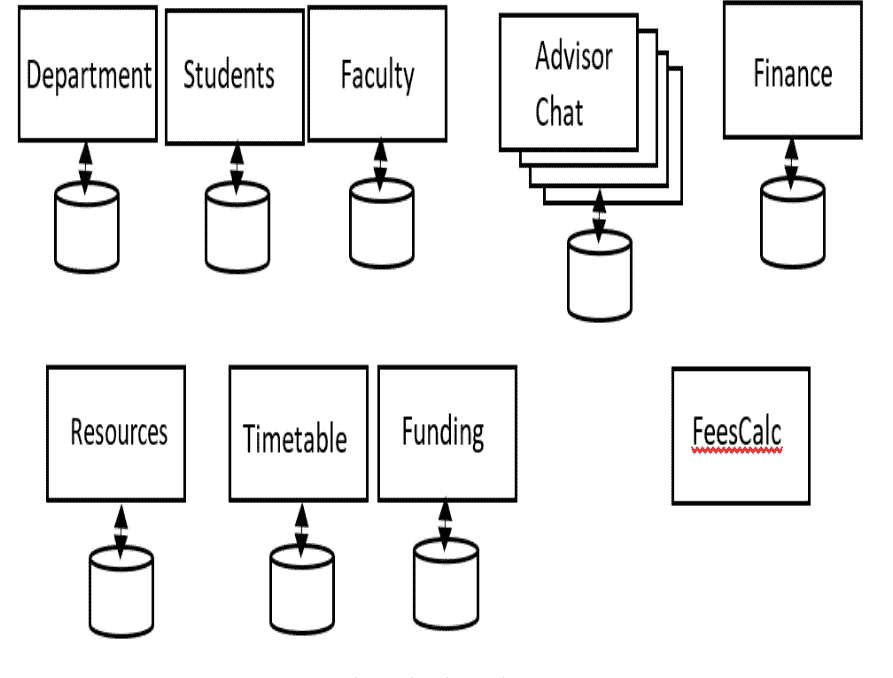 Department
Students
Faculty
Advisor
Chat
Finance
Resources
Timetable
Funding
FeesCalc